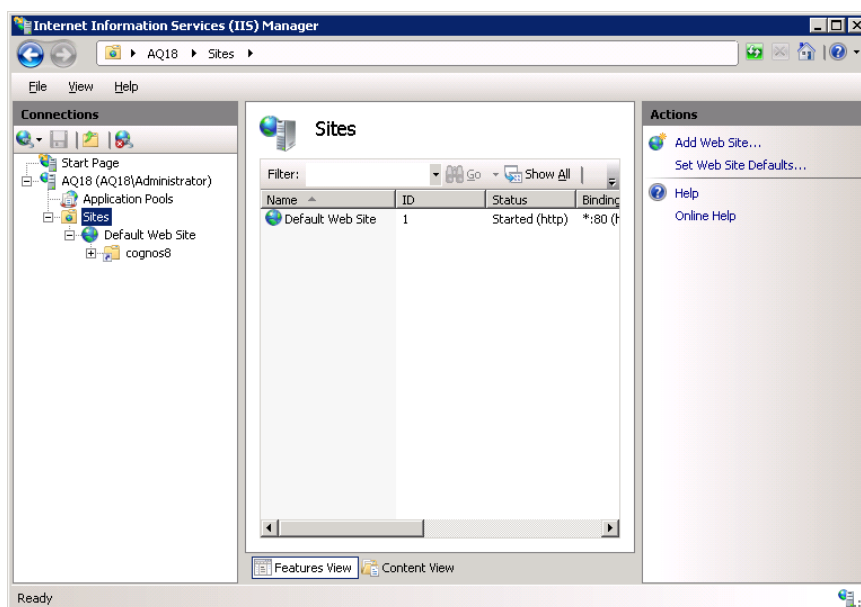 Internet Information Services (IIS) Manager
AQ18 Sites
File View Help
Connections
Start Page
AQ18 (AQ18\Administrator)
Application Pools
Sites
Default Web Site
cognos8
Sites
Filter: Go Show All
Name ID Status Binding
Default Web Site 1 Started (http) *:80 (h
Features View Content View
Actions
Add Web Site...
Set Web Site Defaults...
Help
Online Help
Ready